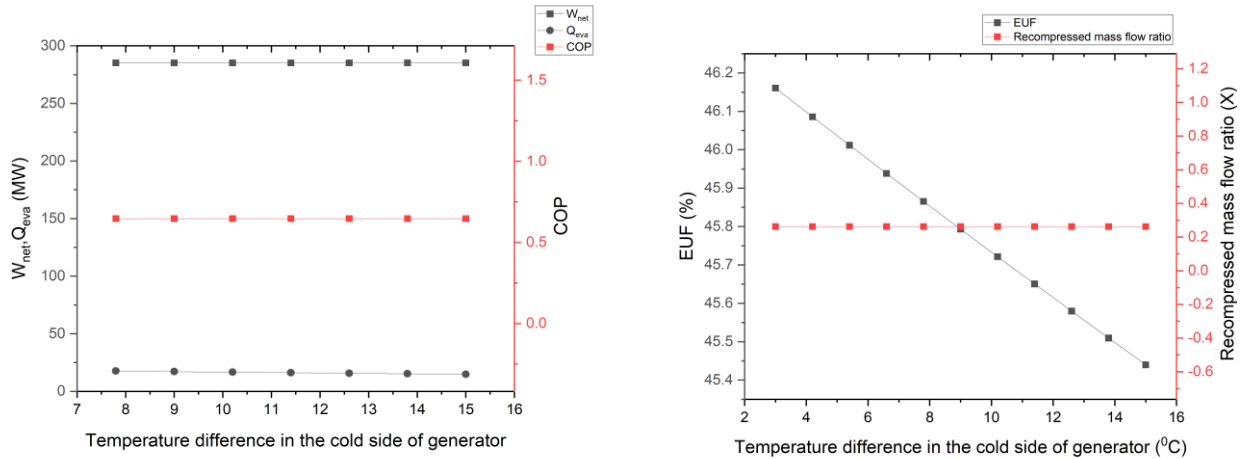 W_net
Q_eva
COP
300
250
200
150
100
50
0
W_net,Q_eva (MW)
1.5
1.0
0.5
0.0
COP
7 8 9 10 11 12 13 14 15 16
Temperature difference in the cold side of generator
EUF
Recompressed mass flow ratio
46.2
46.1
46.0
45.9
45.8
45.7
45.6
45.5
45.4
EUF (%)
1.2
1.0
0.8
0.6
0.4
0.2
0.0
-0.2
-0.4
-0.6
Recompressed mass flow ratio (X)
2 4 6 8 10 12 14 16
Temperature difference in the cold side of generator (⁰C)